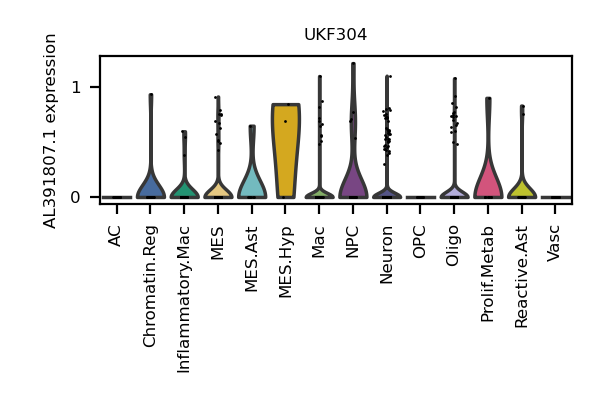 UKF304
AL391807.1 expression
1
0
AC
Chromatin.Reg
Inflammatory.Mac
MES
MES.Ast
MES.Hyp
Mac
NPC
Neuron
OPC
Oligo
Prolif.Metab
Reactive.Ast
Vasc